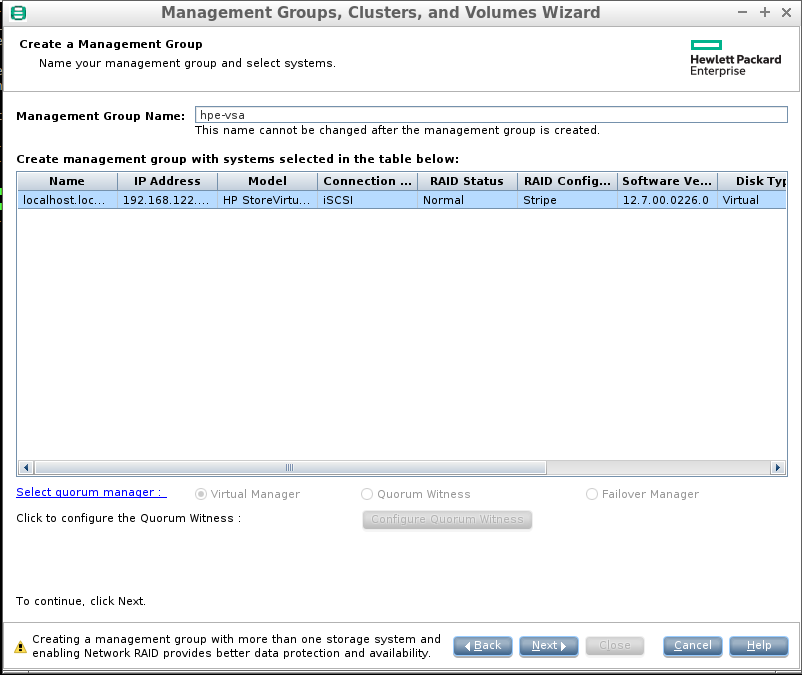 Management Groups, Clusters, and Volumes Wizard
Create a Management Group
Name your management group and select systems.
Hewlett Packard
Enterprise
Management Group Name: hpe-vsa
This name cannot be changed after the management group is created.
Create management group with systems selected in the table below:
Name IP Address Model Connection ... RAID Status RAID Config... Software Ve... Disk Typ
localhost.loc... 192.168.122.... HP StoreVirtu... iSCSI Normal Stripe 12.7.00.0226.0 Virtual
Select quorum manager : Virtual Manager Quorum Witness Failover Manager
Click to configure the Quorum Witness : Configure Quorum Witness
To continue, click Next.
Creating a management group with more than one storage system and
enabling Network RAID provides better data protection and availability.
Back Next Close Cancel Help